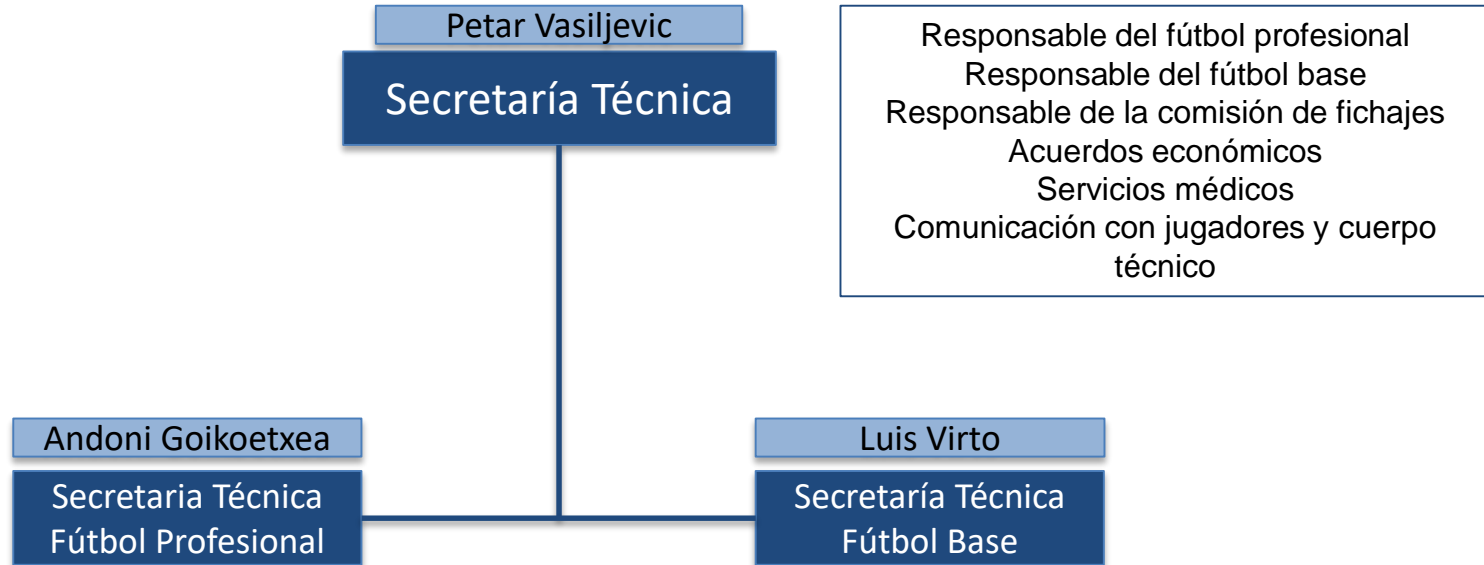 Petar Vasiljevic
Secretaría Técnica
Responsable del fútbol profesional
Responsable del fútbol base
Responsable de la comisión de fichajes
Acuerdos económicos
Servicios médicos
Comunicación con jugadores y cuerpo
técnico
Andoni Goikoetxea
Secretaria Técnica
Fútbol Profesional
Luis Virto
Secretaría Técnica
Fútbol Base